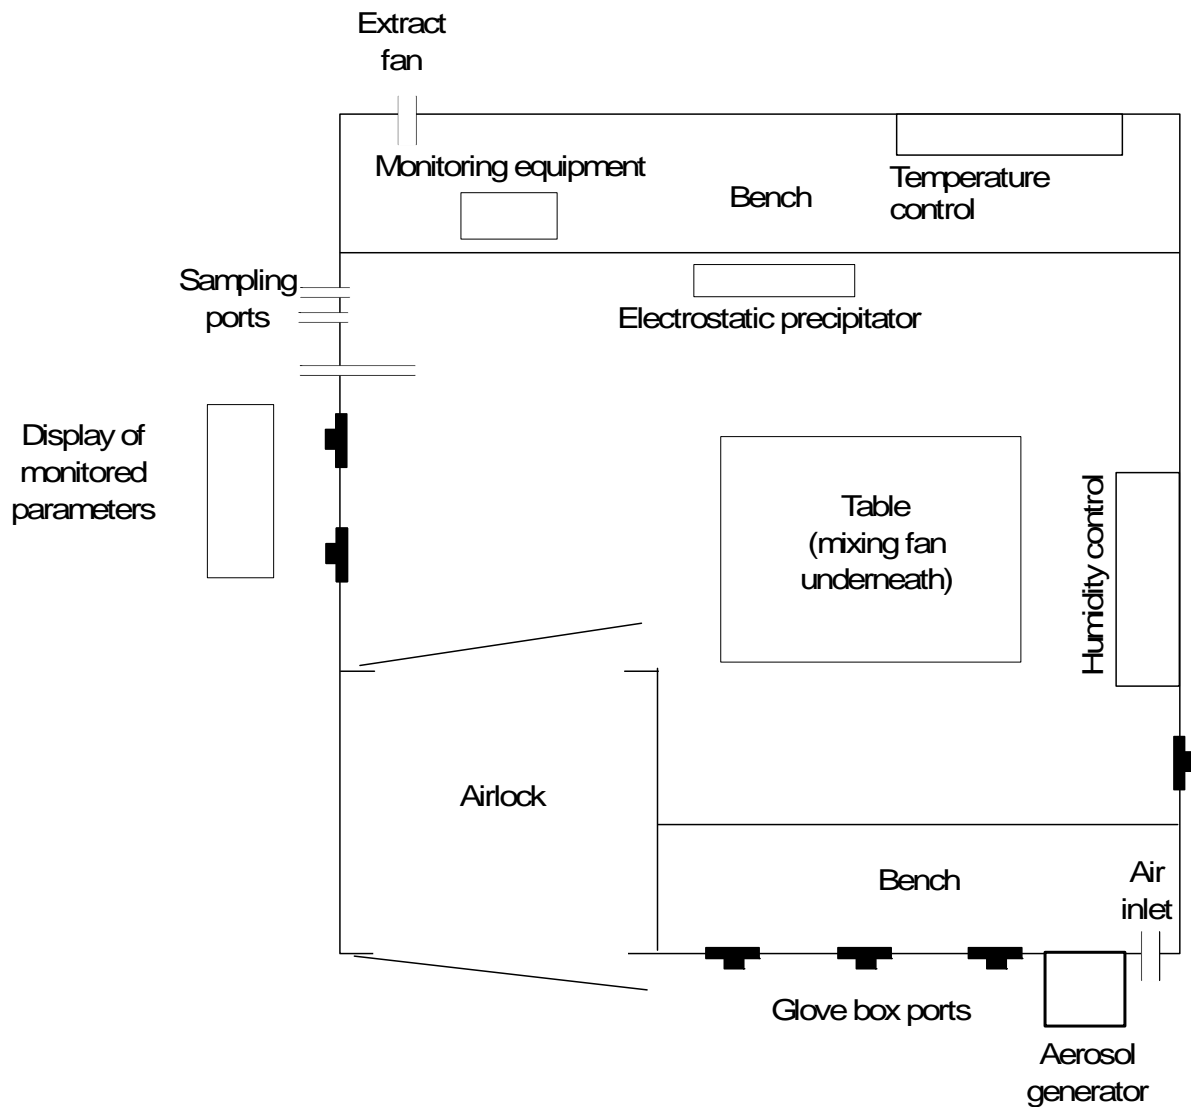 Extract
fan
Monitoring equipment
Bench
Temperature
control
Sampling
ports
Electrostatic precipitator
Display of
monitored
parameters
Table
(mixing fan
underneath)
Humidity control
Airlock
Bench
Air
inlet
Glove box ports
Aerosol
generator